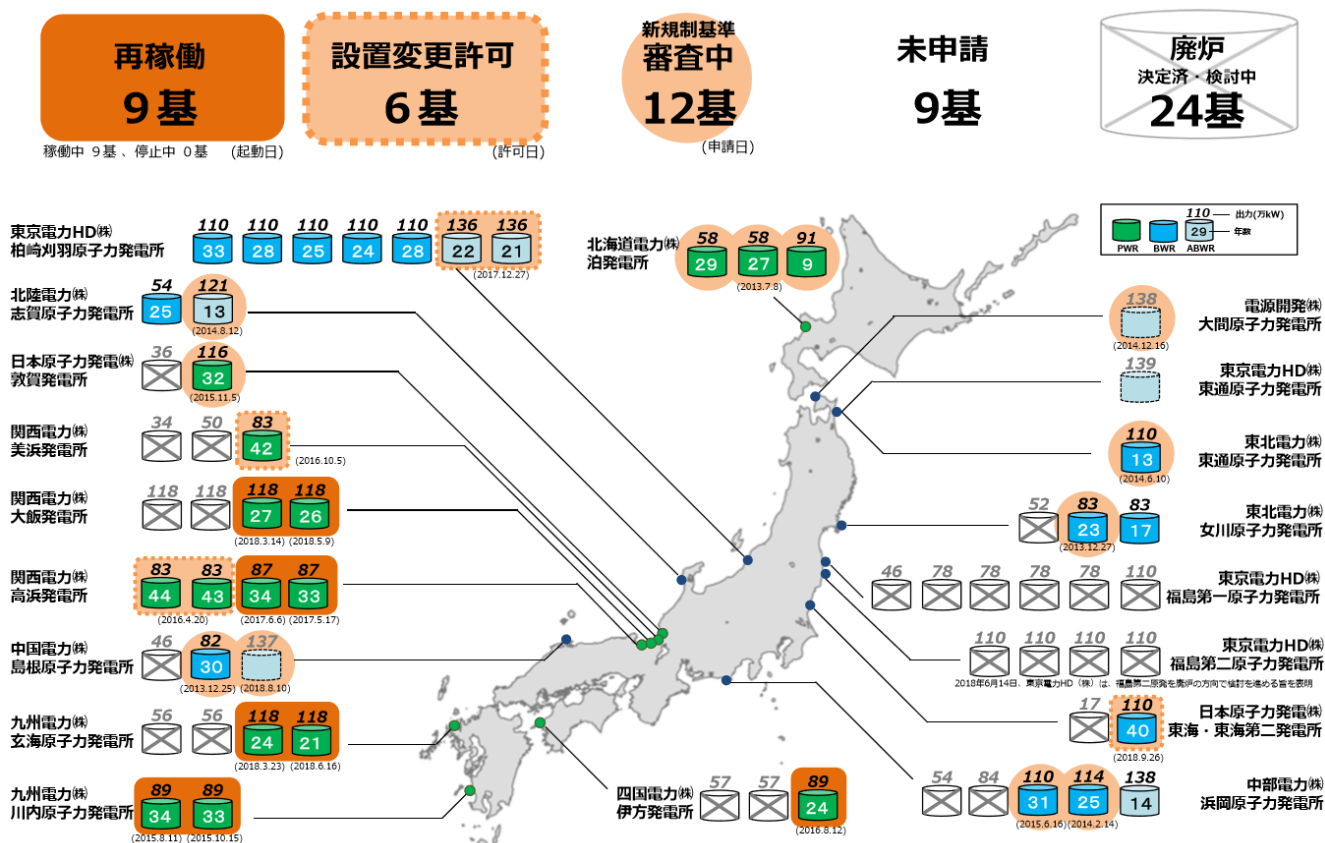 再稼働
9基
稼働中 9基、停止中 0基 (起動日)
設置変更許可
6基
(許可日)
新規制基準
審査中
12基
(申請日)
未申請
9基
廃炉
決定済・検討中
24基
110 出力(万kW)
29 年数
PWR BWR ABWR
東京電力HD㈱
柏崎刈羽原子力発電所
110 110 110 110 110 136 136
33 28 25 24 28 22 21
(2017.12.27)
北陸電力㈱
志賀原子力発電所
54 121
25 13
(2014.8.12)
日本原子力発電㈱
敦賀発電所
36 116
32
(2015.11.5)
関西電力㈱
美浜発電所
34 50 83
42
(2016.10.5)
関西電力㈱
大飯発電所
118 118 118 118
27 26
(2018.3.14) (2018.5.9)
関西電力㈱
高浜発電所
83 83 87 87
44 43 34 33
(2016.4.20) (2017.6.6) (2017.5.17)
中国電力㈱
島根原子力発電所
46 82 137
30
(2013.12.25) (2018.8.10)
九州電力㈱
玄海原子力発電所
56 56 118 118
24 21
(2018.3.23) (2018.6.16)
九州電力㈱
川内原子力発電所
89 89
34 33
(2015.8.11) (2015.10.15)
北海道電力㈱
泊発電所
58 58 91
29 27 9
(2013.7.8)
四国電力㈱
伊方発電所
57 57 89
24
(2016.8.12)
138
電源開発㈱
大間原子力発電所
(2014.12.16)
139
東京電力HD㈱
東通原子力発電所
110
13
東北電力㈱
東通原子力発電所
(2014.6.10)
52 83 83
23 17
東北電力㈱
女川原子力発電所
(2013.12.27)
46 78 78 78 78 110
東京電力HD㈱
福島第一原子力発電所
110 110 110 110
東京電力HD㈱
福島第二原子力発電所
2018年6月14日、東京電力HD(株)は、福島第二原発を廃炉の方向で検討を進める旨を表明
17 110
40
日本原子力発電㈱
東海・東海第二発電所
(2018.9.26)
54 84 110 114 138
31 25 14
中部電力㈱
浜岡原子力発電所
(2015.6.16) (2014.2.14)